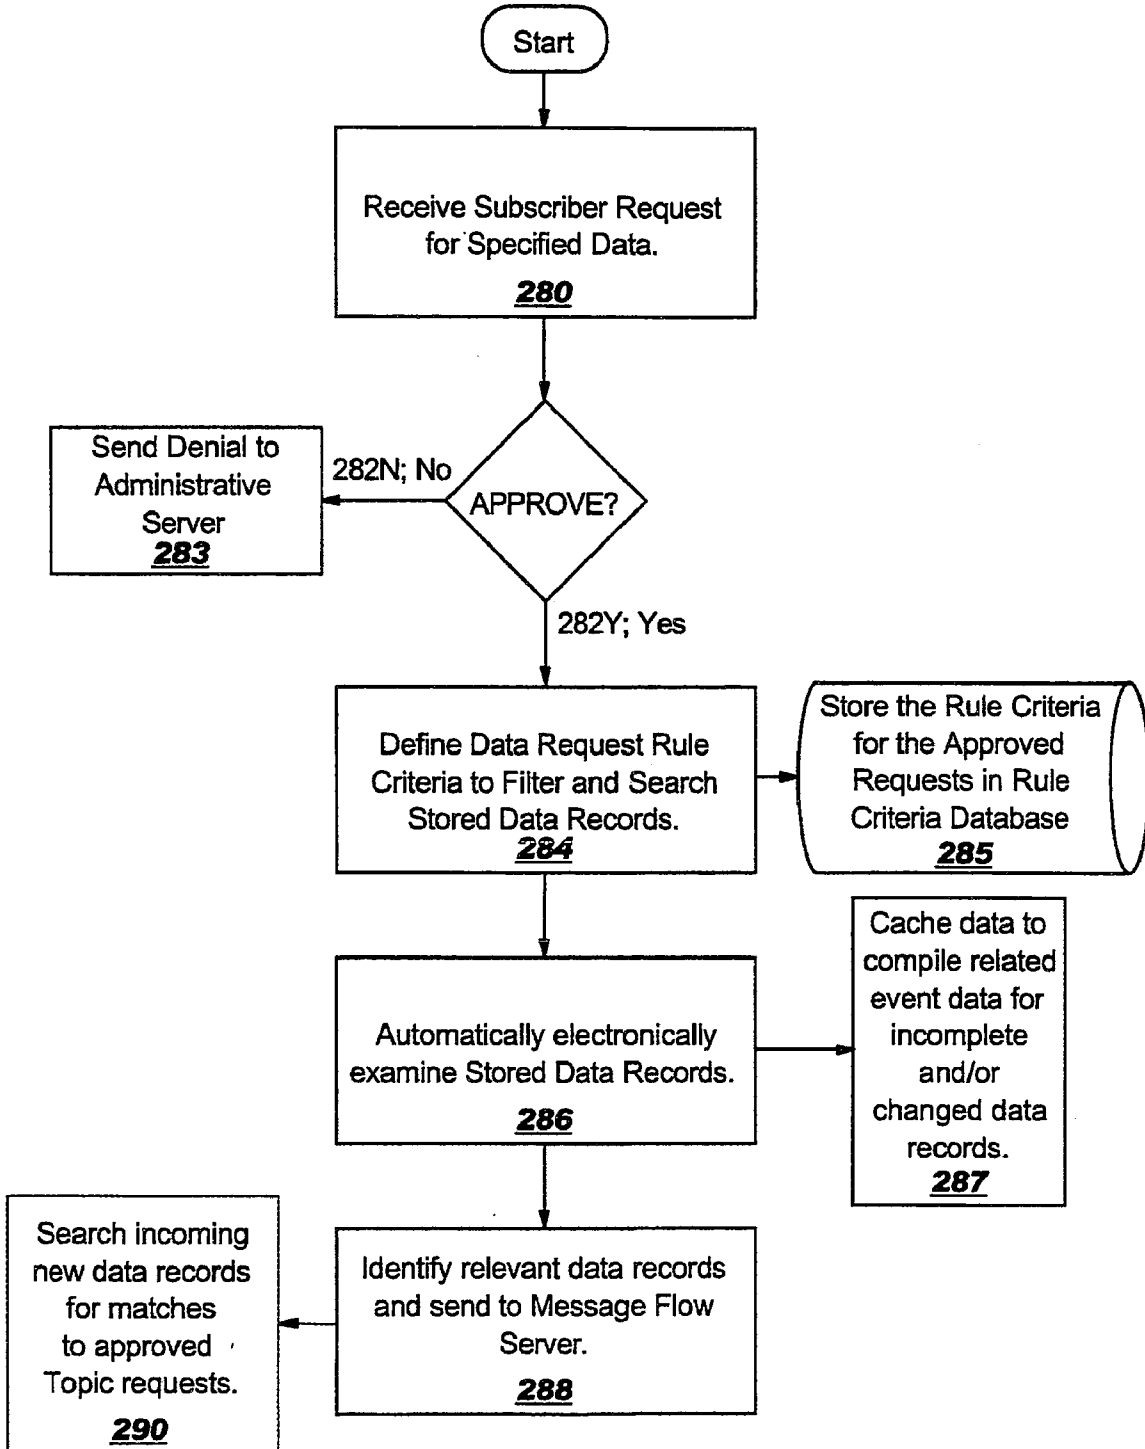 Start
Receive Subscriber Request
for Specified Data.
280
Send Denial to
Administrative
Server
283
282N; No
APPROVE?
282Y; Yes
Define Data Request Rule
Criteria to Filter and Search
Stored Data Records.
284
Store the Rule Criteria
for the Approved
Requests in Rule
Criteria Database
285
Automatically electronically
examine Stored Data Records.
286
Cache data to
compile related
event data for
incomplete
and/or
changed data
records.
287
Identify relevant data records
and send to Message Flow
Server.
288
Search incoming
new data records
for matches
to approved
Topic requests.
290